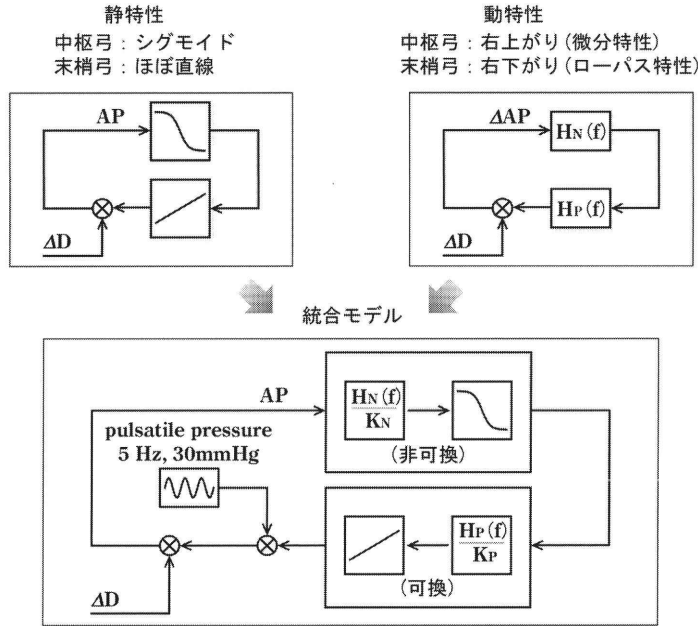 静特性
中枢弓：シグモイド
末梢弓：ほぼ直線
動特性
中枢弓：右上がり(微分特性)
末梢弓：右下がり(ローパス特性)
AP
ΔD
ΔAP
HN(f)
HP(f)
ΔD
統合モデル
AP
HN(f)
KN
(非可換)
pulsatile pressure
5 Hz, 30mmHg
HP(f)
KP
(可換)
ΔD